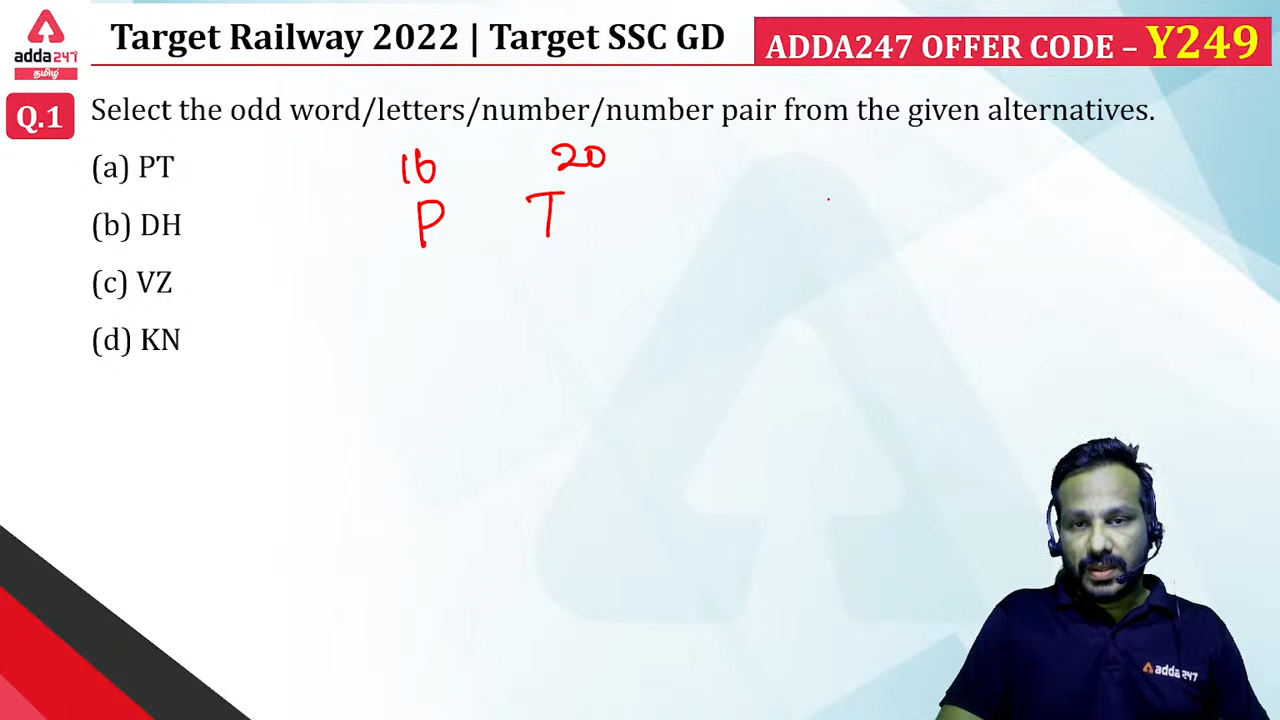 adda247
தமிழ்
Target Railway 2022 | Target SSC GD
ADDA247 OFFER CODE – Y249
Q.1 Select the odd word/letters/number/number pair from the given alternatives.
(a) PT
(b) DH
(c) VZ
(d) KN
16 20
P T
adda247